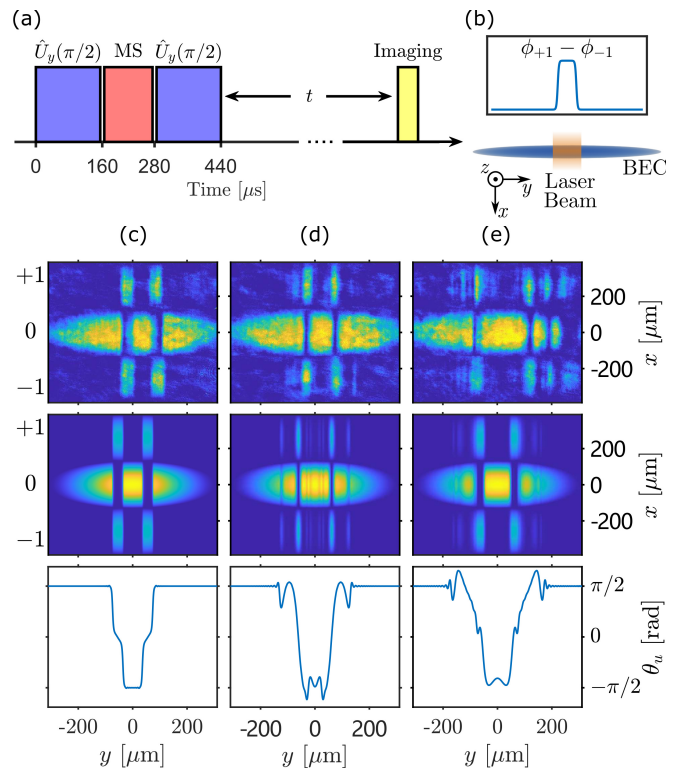 (a)
Û_y(π/2) MS Û_y(π/2)
Imaging
t
0 160 280 440
Time [μs]
(b)
ϕ₊₁ − ϕ₋₁
BEC
z
y
x
Laser
Beam
(c) (d) (e)
+1
0
−1
200
0
-200
x [μm]
+1
0
−1
200
0
-200
x [μm]
π/2
0
−π/2
θ_u [rad]
-200 0 200
-200 0 200
-200 0 200
y [μm] y [μm] y [μm]